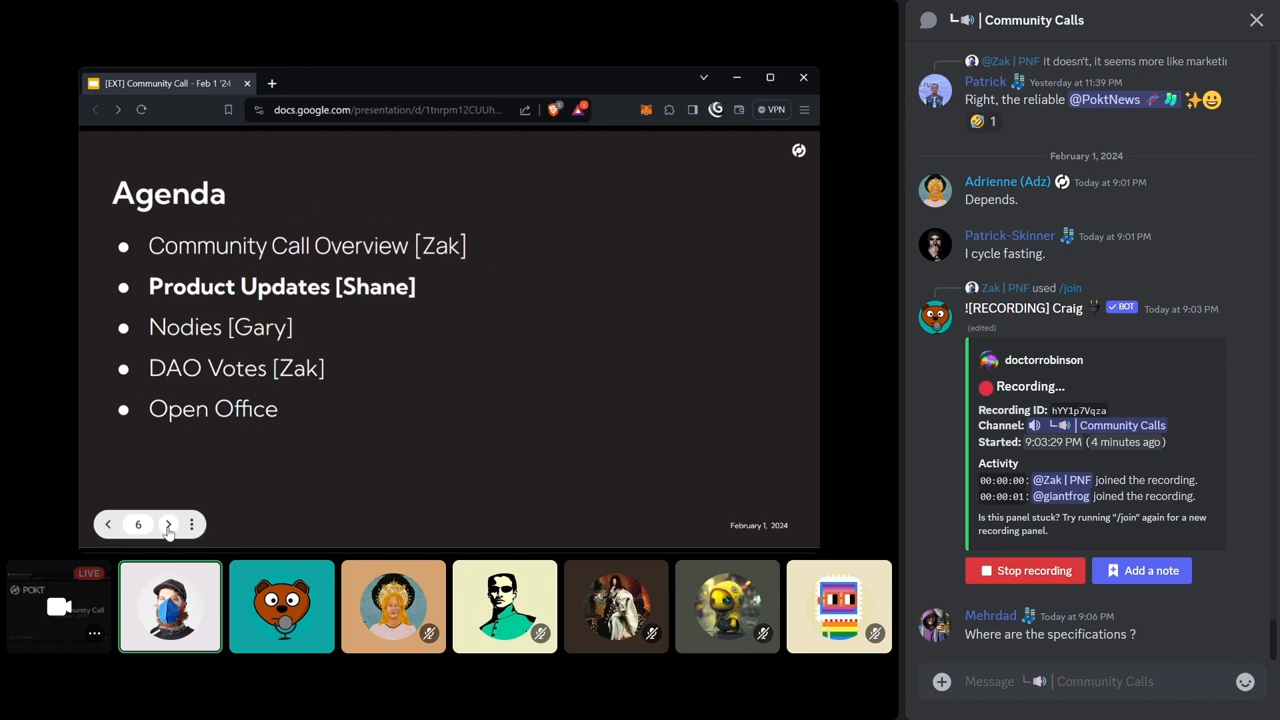 [EXT] Community Call - Feb 1 '24
docs.google.com/presentation/d/1tnrpm12CUUh...
VPN
Agenda
• Community Call Overview [Zak]
• Product Updates [Shane]
• Nodies [Gary]
• DAO Votes [Zak]
• Open Office
6
February 1, 2024
LIVE
POKT
Community Calls
@Zak | PNF it doesn't, it seems more like marketi
Patrick Yesterday at 11:39 PM
Right, the reliable @PoktNews
1
February 1, 2024
Adrienne (Adz) Today at 9:01 PM
Depends.
Patrick-Skinner Today at 9:01 PM
I cycle fasting.
Zak | PNF used /join
![RECORDING] Craig BOT Today at 9:03 PM
(edited)
doctorrobinson
Recording...
Recording ID: hYY1p7Vqza
Channel: Community Calls
Started: 9:03:29 PM (4 minutes ago)
Activity
00:00:00: @Zak | PNF joined the recording.
00:00:01: @giantfrog joined the recording.
Is this panel stuck? Try running "/join" again for a new
recording panel.
Stop recording
Add a note
Mehrdad Today at 9:06 PM
Where are the specifications ?
Message | Community Calls